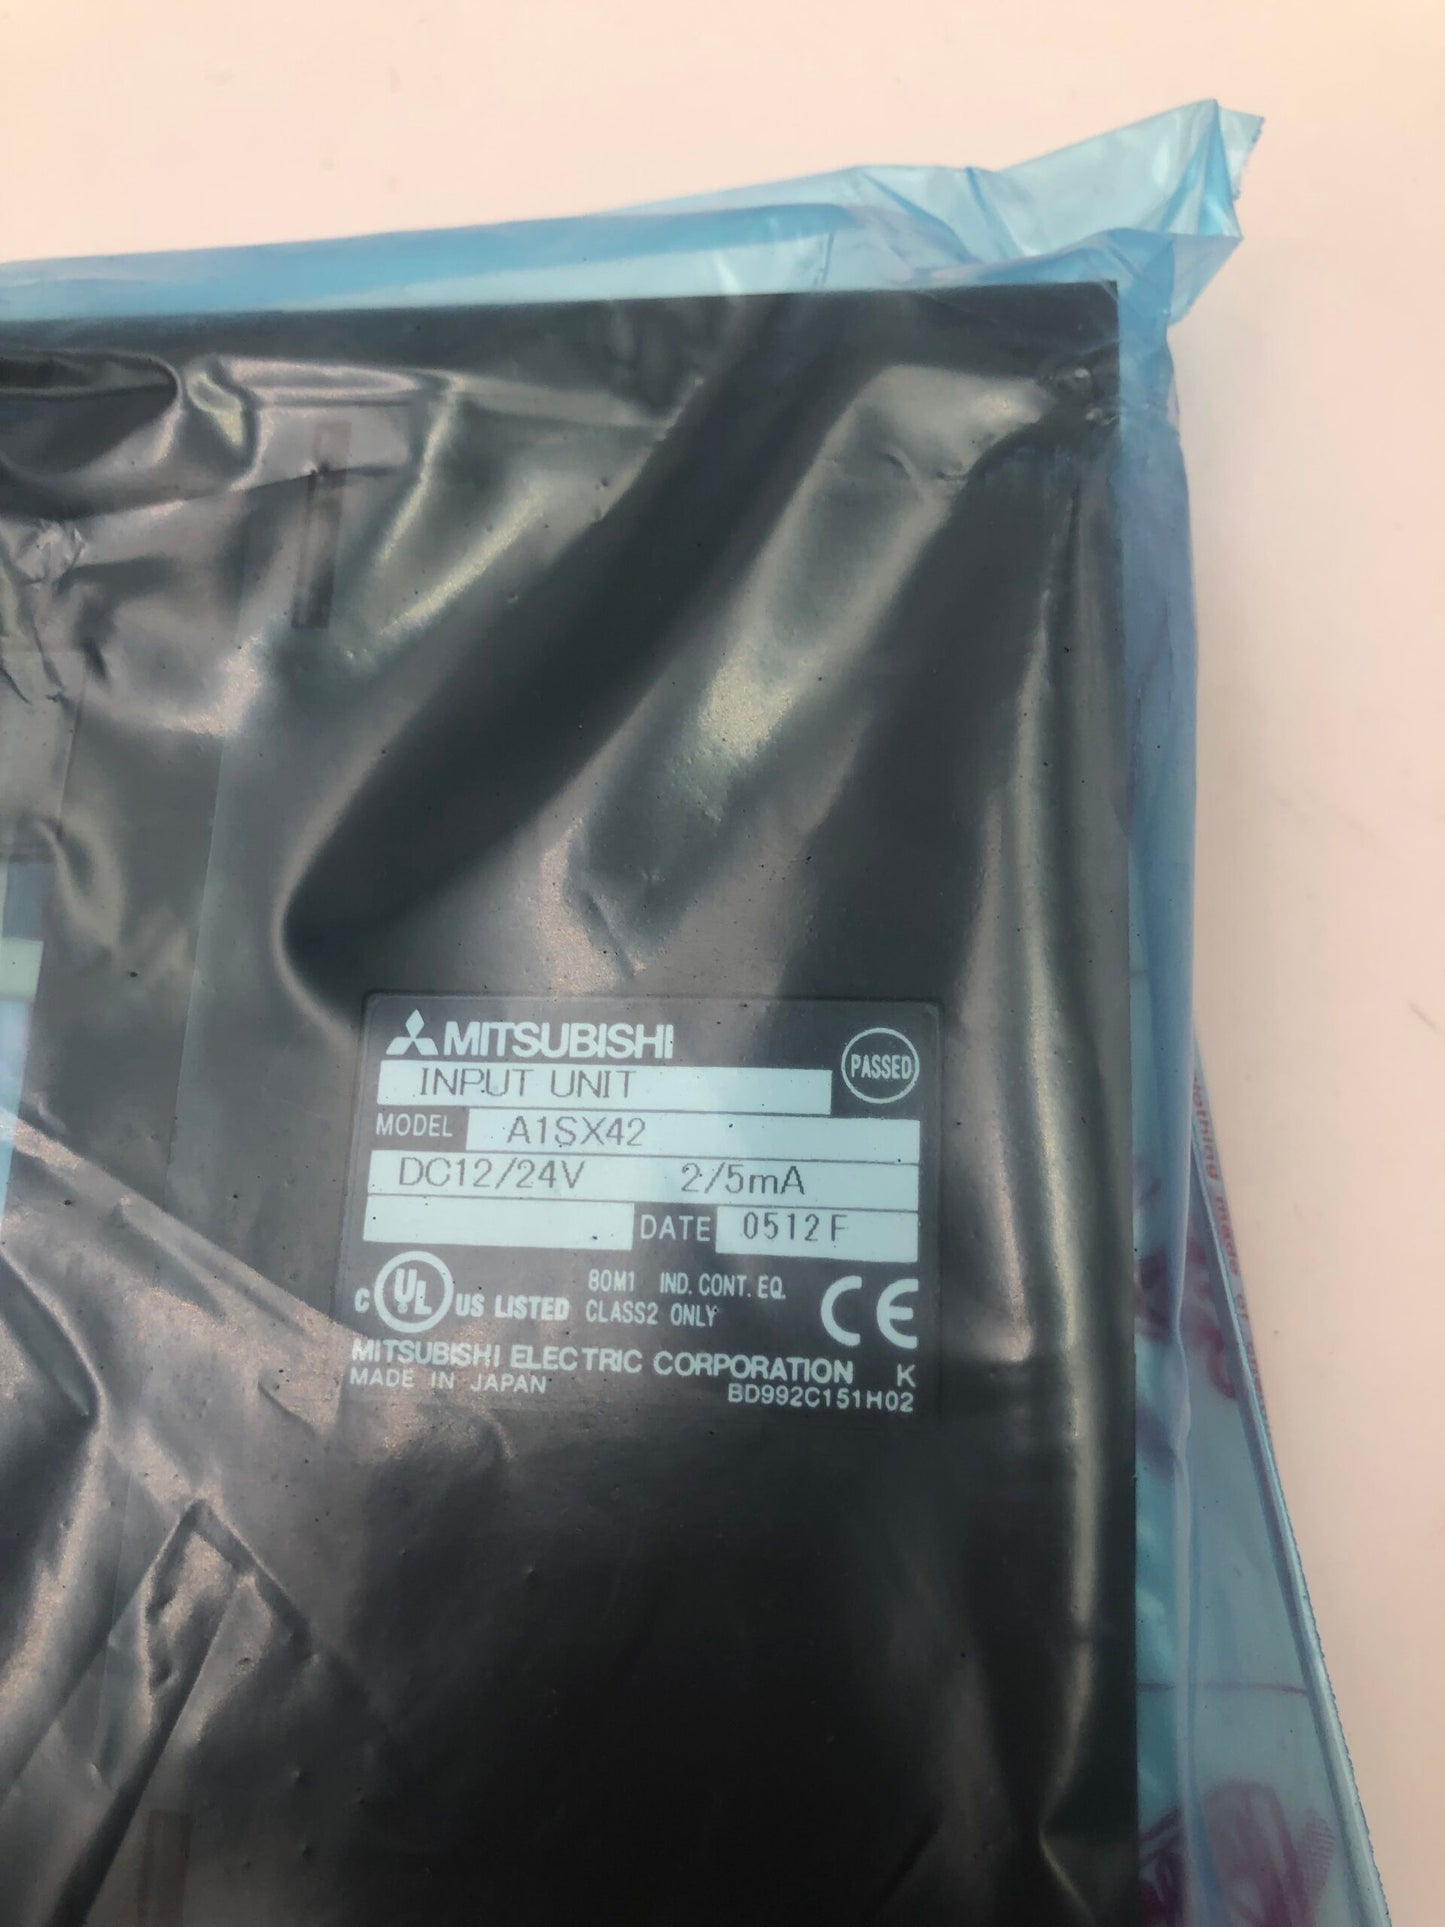 MITSUBISHI
PASSED
INPUT UNIT
MODEL A1SX42
DC12/24V 2/5mA
DATE 0512F
C UL US LISTED 80M1 IND. CONT. EQ.
CLASS2 ONLY
CE
MITSUBISHI ELECTRIC CORPORATION K
MADE IN JAPAN BD992C151H02